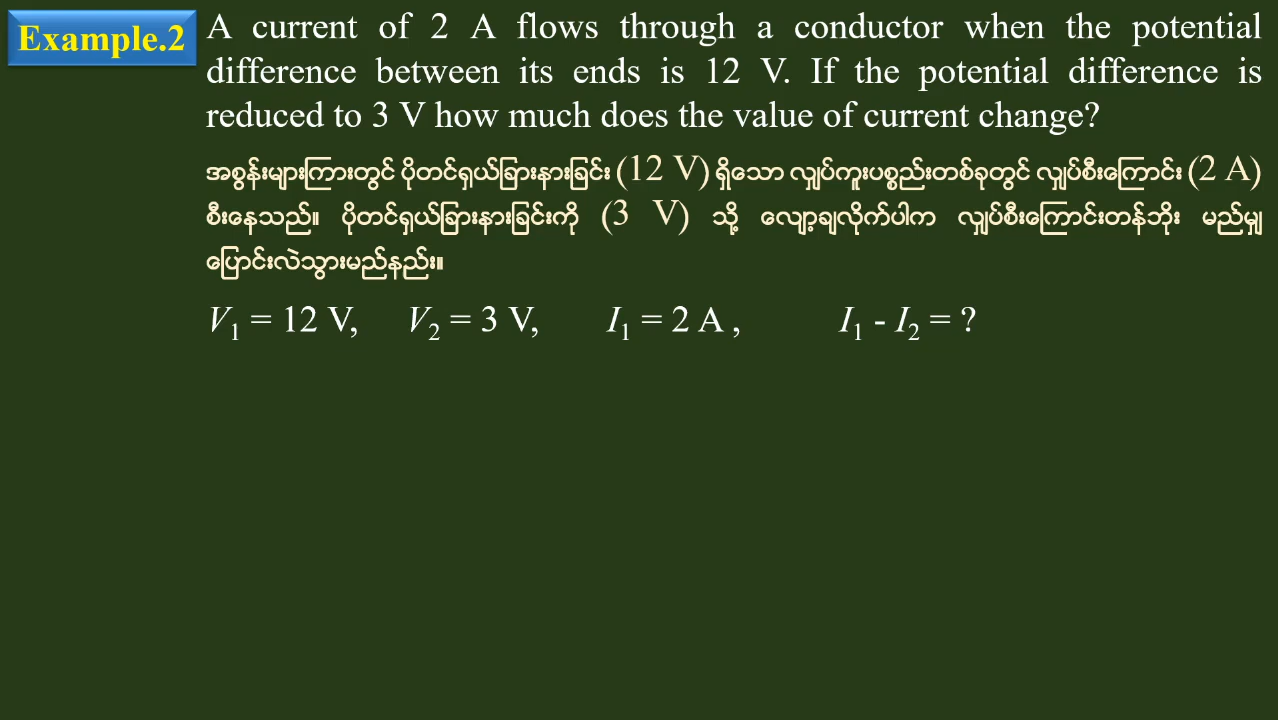 Example.2
A current of 2 A flows through a conductor when the potential
difference between its ends is 12 V. If the potential difference is
reduced to 3 V how much does the value of current change?
အစွန်းများကြားတွင် ပိုတင်ရှယ်ခြားနားခြင်း (12 V) ရှိသော လျှပ်ကူးပစ္စည်းတစ်ခုတွင် လျှပ်စီးကြောင်း (2 A)
စီးနေသည်။ ပိုတင်ရှယ်ခြားနားခြင်းကို (3 V) သို့ လျော့ချလိုက်ပါက လျှပ်စီးကြောင်းတန်ဘိုး မည်မျှ
ပြောင်းလဲသွားမည်နည်း။
V₁ = 12 V, V₂ = 3 V, I₁ = 2 A , I₁ - I₂ = ?